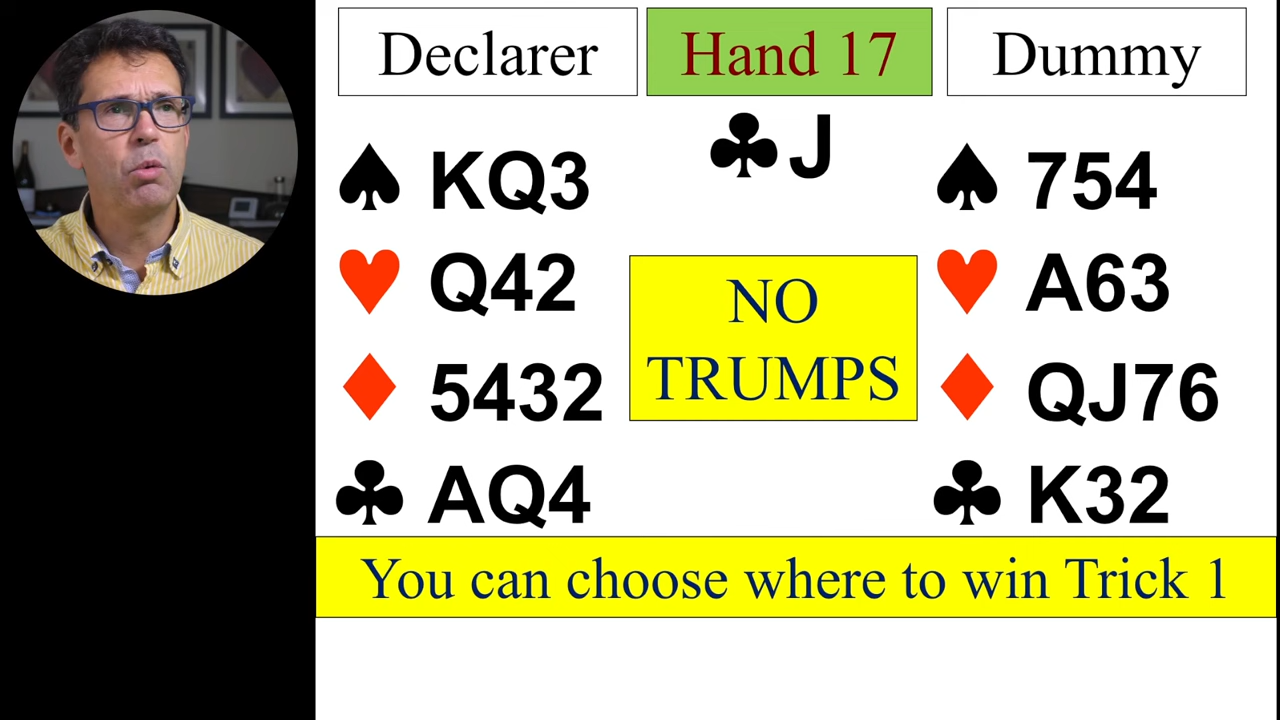 Declarer Hand 17 Dummy
♣ J
♠ KQ3 ♠ 754
♥ Q42 NO ♥ A63
TRUMPS
♦ 5432 ♦ QJ76
♣ AQ4 ♣ K32
You can choose where to win Trick 1